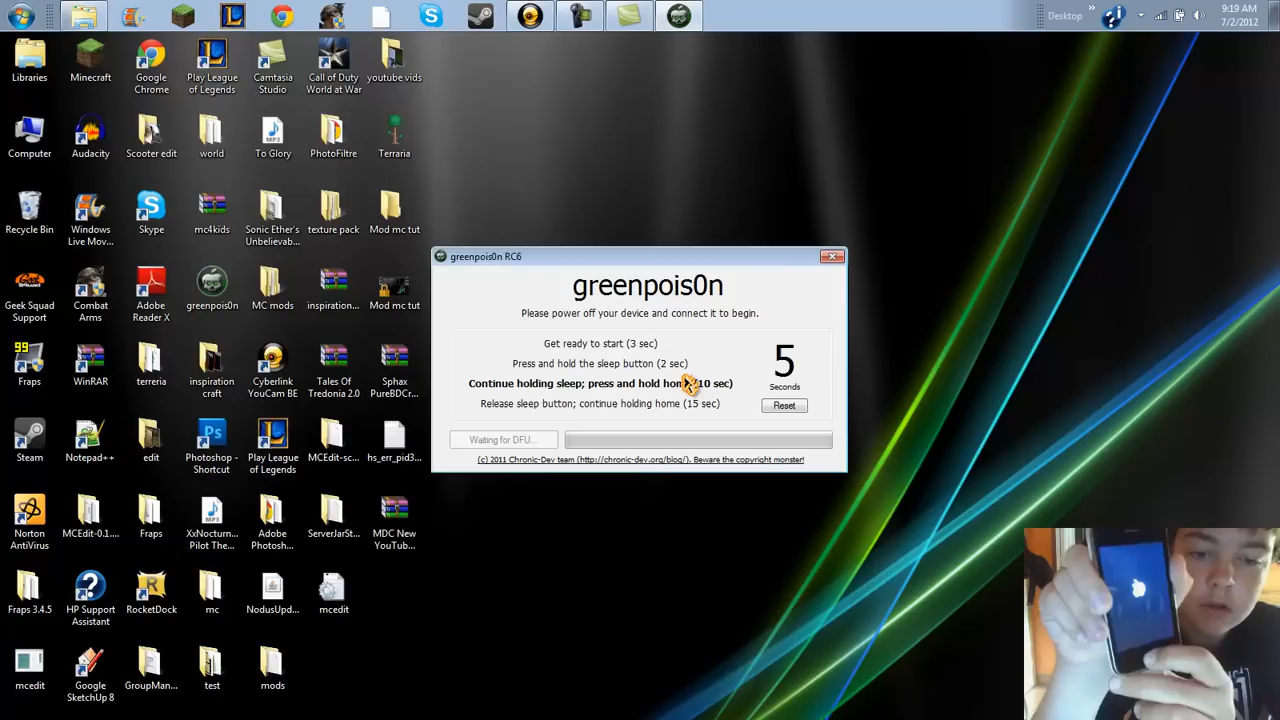 Desktop
»
9:19 AM
7/2/2012
Libraries
Minecraft
Google
Chrome
Play League
of Legends
Camtasia
Studio
Call of Duty
World at War
youtube vids
Computer
Audacity
Scooter edit
world
To Glory
PhotoFiltre
Terraria
Recycle Bin
Windows
Live Mov...
Skype
mc4kids
Sonic Ether's
Unbelievab...
texture pack
Mod mc tut
Geek Squad
Support
Combat
Arms
Adobe
Reader X
greenpois0n
MC mods
inspiration...
Mod mc tut
99
Fraps
WinRAR
terreria
inspiration
craft
Cyberlink
YouCam BE
Tales Of
Tredonia 2.0
Sphax
PureBDCr...
Steam
Notepad++
edit
Photoshop -
Shortcut
Play League
of Legends
MCEdit-sc...
hs_err_pid3...
Norton
AntiVirus
MCEdit-0.1....
Fraps
XxNoctur...
Pilot The...
Adobe
Photosh...
ServerJarSt...
MDC New
YouTub...
Fraps 3.4.5
HP Support
Assistant
RocketDock
mc
NodusUpd...
mcedit
mcedit
Google
SketchUp 8
GroupMan...
test
mods
greenpois0n RC6
greenpois0n
Please power off your device and connect it to begin.
Get ready to start (3 sec)
Press and hold the sleep button (2 sec)
Continue holding sleep; press and hold 10 sec)
Release sleep button; continue holding home (15 sec)
5
Seconds
Reset
Waiting for DFU...
(c) 2011 Chronic-Dev team (http://chronic-dev.org/blog/). Beware the copyright monster!